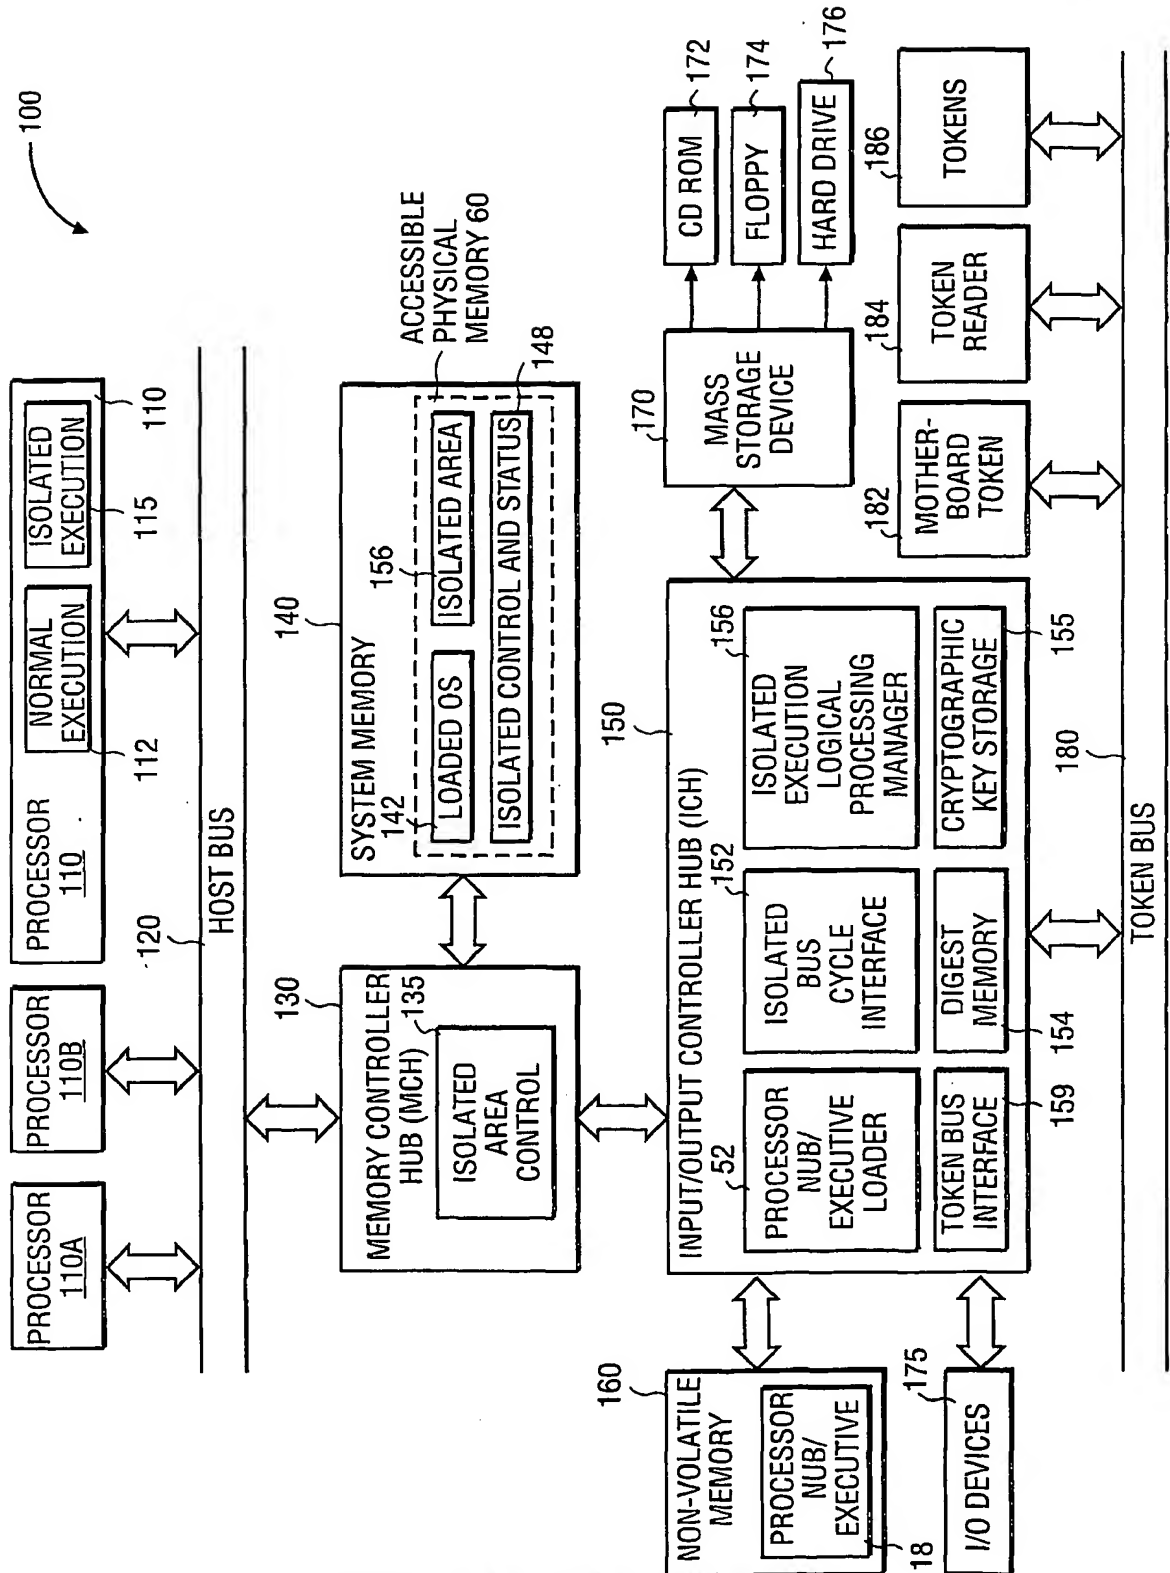 100
PROCESSOR
110A
PROCESSOR
110B
PROCESSOR
110
NORMAL
EXECUTION
112
ISOLATED
EXECUTION
115
110
120
HOST BUS
130
MEMORY CONTROLLER
HUB (MCH)
135
ISOLATED
AREA
CONTROL
140
SYSTEM MEMORY
142
LOADED OS
156
ISOLATED AREA
ISOLATED CONTROL AND STATUS
148
ACCESSIBLE
PHYSICAL
MEMORY 60
150
INPUT/OUTPUT CONTROLLER HUB (ICH)
52
PROCESSOR
NUB/
EXECUTIVE
LOADER
152
ISOLATED
BUS
CYCLE
INTERFACE
156
ISOLATED
EXECUTION
LOGICAL
PROCESSING
MANAGER
TOKEN BUS
INTERFACE
159
DIGEST
MEMORY
154
CRYPTOGRAPHIC
KEY STORAGE
155
160
NON-VOLATILE
MEMORY
PROCESSOR
NUB/
EXECUTIVE
18
175
I/O DEVICES
170
MASS
STORAGE
DEVICE
CD ROM
172
FLOPPY
174
HARD DRIVE
176
182
MOTHER-
BOARD
TOKEN
184
TOKEN
READER
186
TOKENS
180
TOKEN BUS